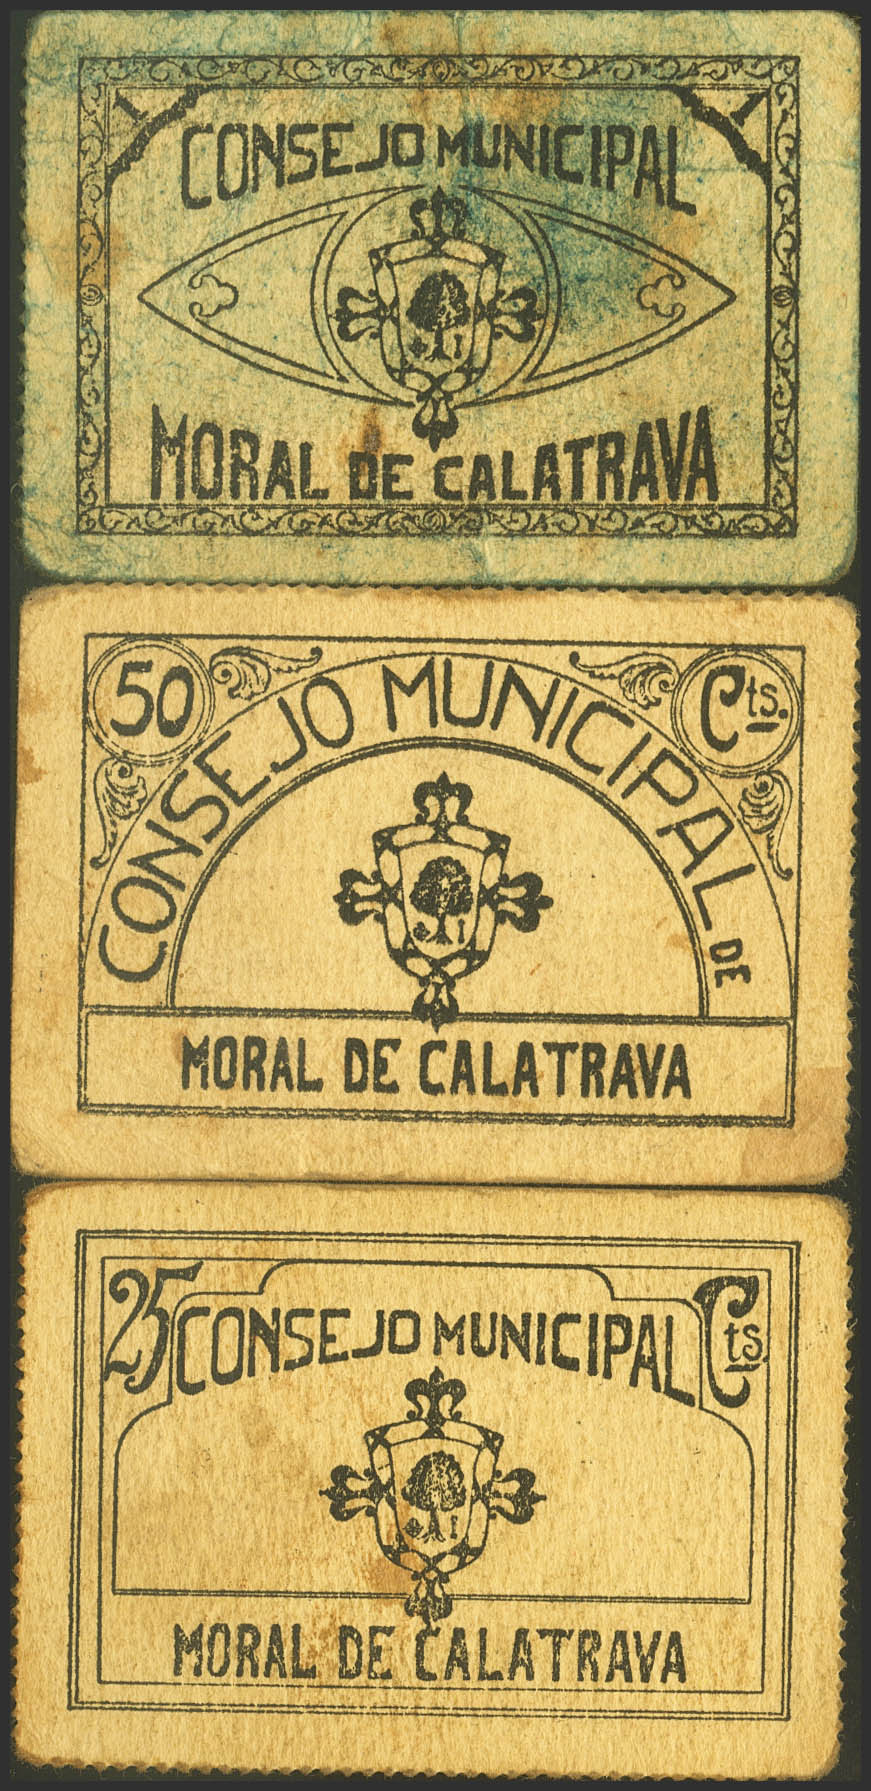 1 1
CONSEJO MUNICIPAL
MORAL DE CALATRAVA
50 Cts.
CONSEJO MUNICIPAL DE
MORAL DE CALATRAVA
25 Cts.
CONSEJO MUNICIPAL
MORAL DE CALATRAVA